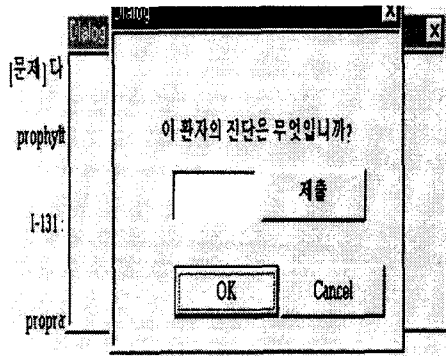 Dialog
Dialog
[문제] 다
prophyl
이 환자의 진단은 무엇입니까?
제출
I-131 :
OK
Cancel
propra